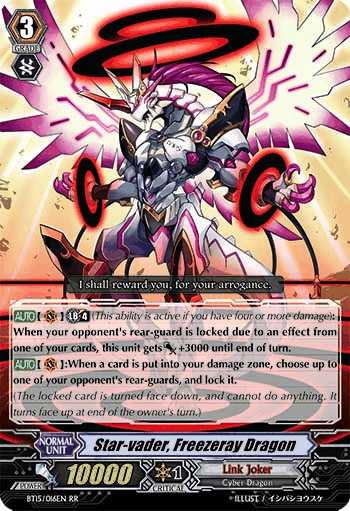 3
GRADE
I shall reward you, for your arrogance.
AUTO [ ] LB4 (This ability is active if you have four or more damage):
When your opponent's rear-guard is locked due to an effect from
one of your cards, this unit gets +3000 until end of turn.
AUTO [ ]:When a card is put into your damage zone, choose up to
one of your opponent's rear-guards, and lock it.
(The locked card is turned face down, and cannot do anything. It
turns face up at end of the owner's turn.)
NORMAL
UNIT
Star-vader, Freezeray Dragon
POWER
10000
1
CRITICAL
Link Joker
Cyber Dragon
BT15/016EN RR
ILLUST / イシバシヨウスケ